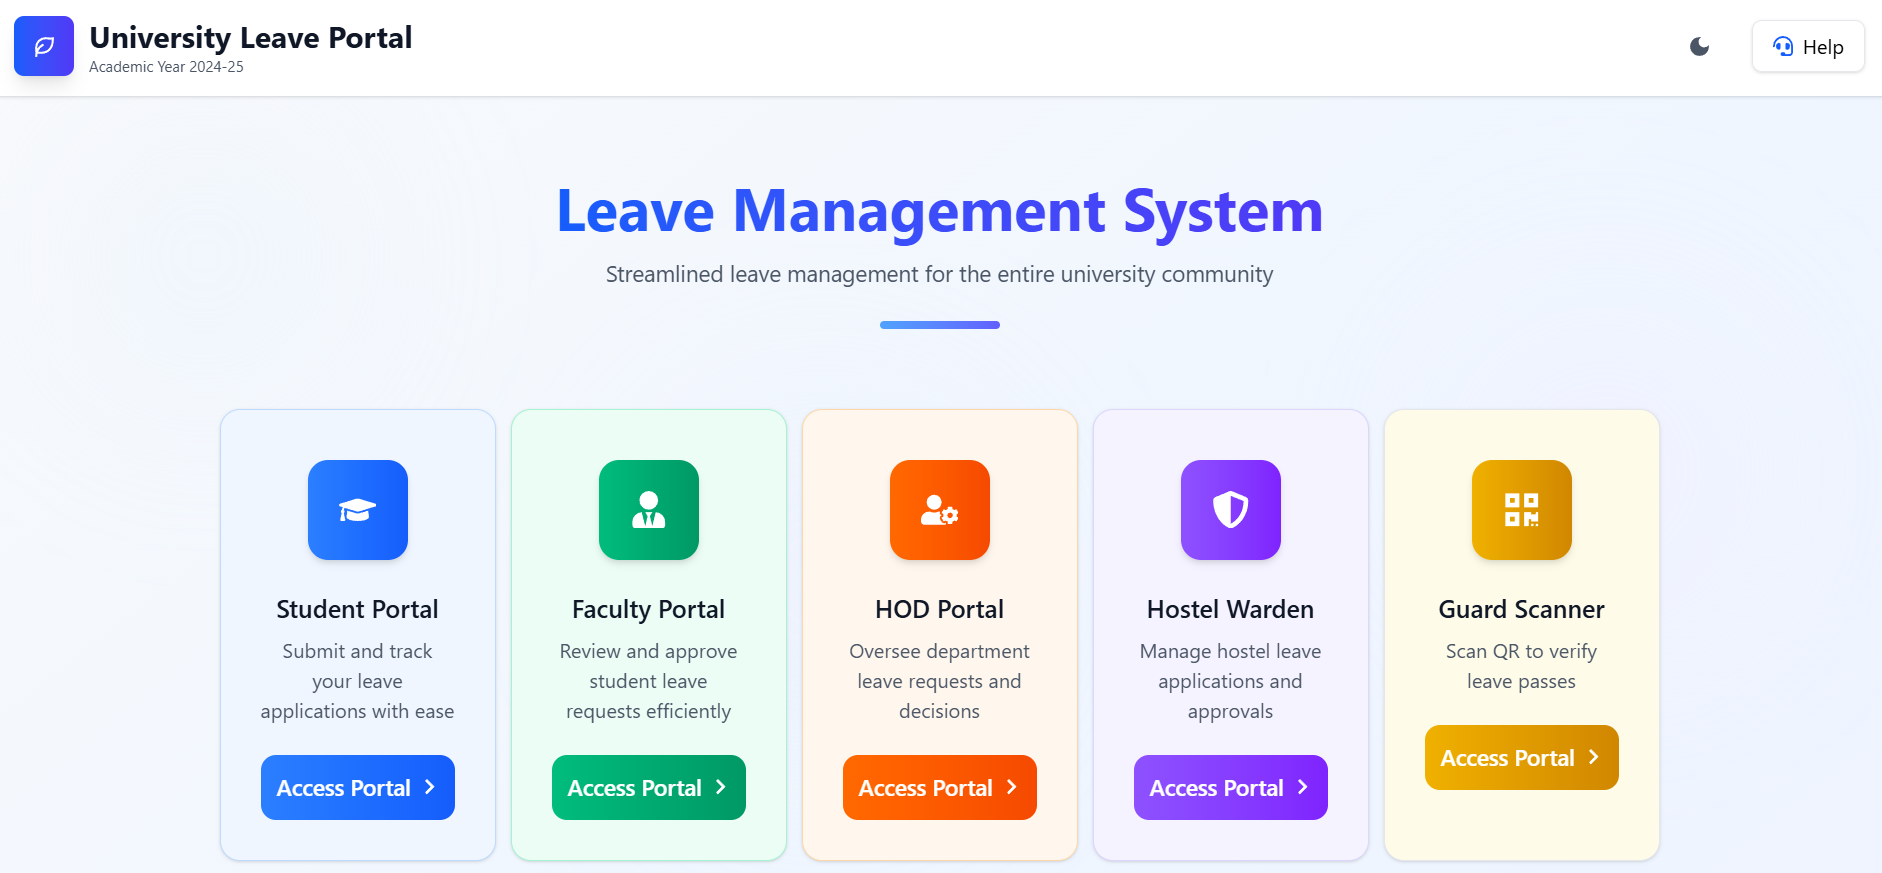 University Leave Portal
Academic Year 2024-25
Help
Leave Management System
Streamlined leave management for the entire university community
Student Portal
Submit and track
your leave
applications with ease
Access Portal
Faculty Portal
Review and approve
student leave
requests efficiently
Access Portal
HOD Portal
Oversee department
leave requests and
decisions
Access Portal
Hostel Warden
Manage hostel leave
applications and
approvals
Access Portal
Guard Scanner
Scan QR to verify
leave passes
Access Portal